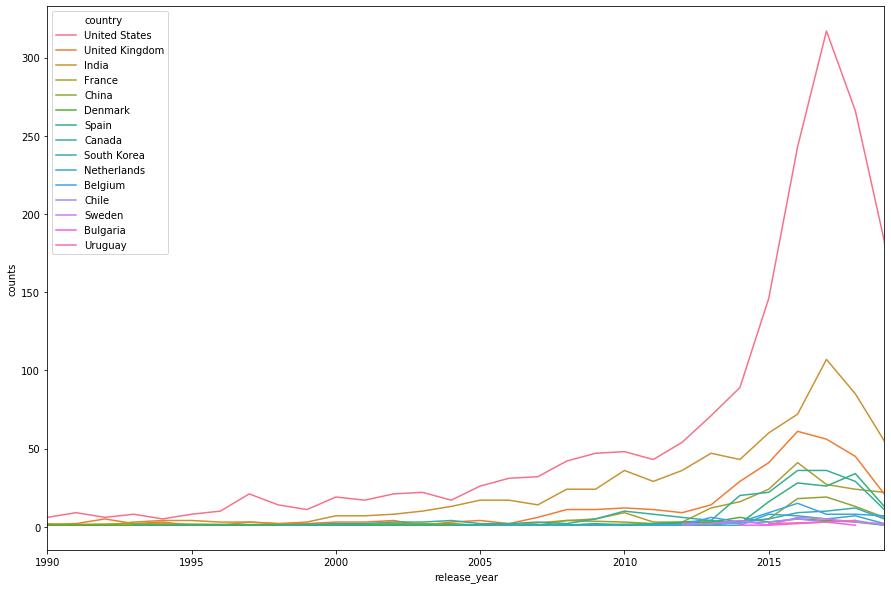 country
United States
United Kingdom
India
France
China
Denmark
Spain
Canada
South Korea
Netherlands
Belgium
Chile
Sweden
Bulgaria
Uruguay
counts
300
250
200
150
100
50
0
1990
1995
2000
2005
2010
2015
release_year